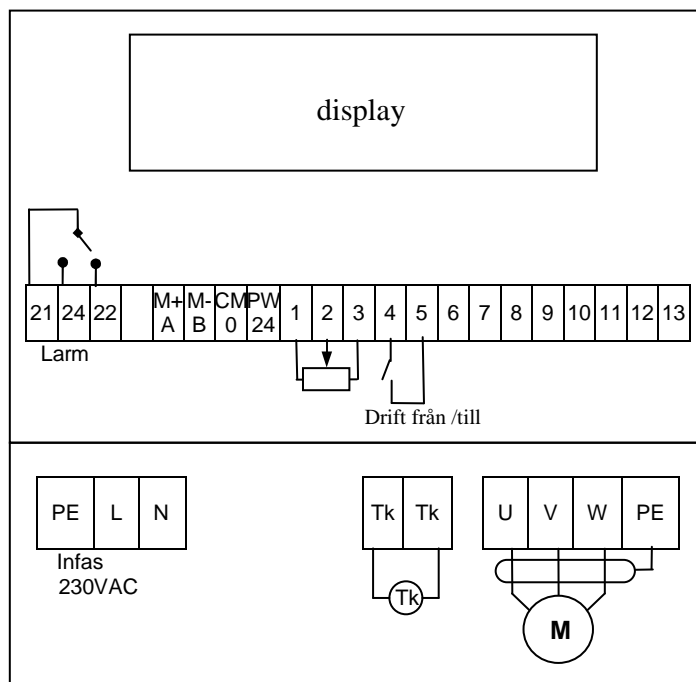 display
21 24 22 M+ A M- B CM 0 PW 24 1 2 3 4 5 6 7 8 9 10 11 12 13
Larm
Drift från /till
PE L N
Infas
230VAC
Tk Tk
Tk
U V W PE
M